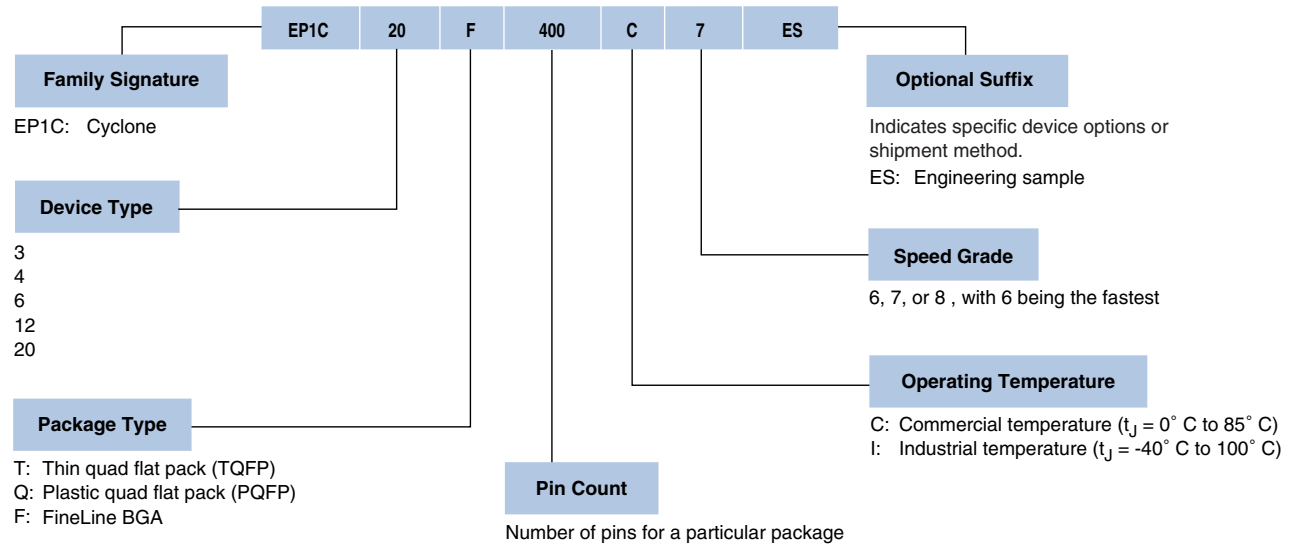 EP1C 20 F 400 C 7 ES
Family Signature
EP1C: Cyclone
Device Type
3
4
6
12
20
Package Type
T: Thin quad flat pack (TQFP)
Q: Plastic quad flat pack (PQFP)
F: FineLine BGA
Pin Count
Number of pins for a particular package
Optional Suffix
Indicates specific device options or
shipment method.
ES: Engineering sample
Speed Grade
6, 7, or 8 , with 6 being the fastest
Operating Temperature
C: Commercial temperature (tJ = 0˚ C to 85˚ C)
I: Industrial temperature (tJ = -40˚ C to 100˚ C)